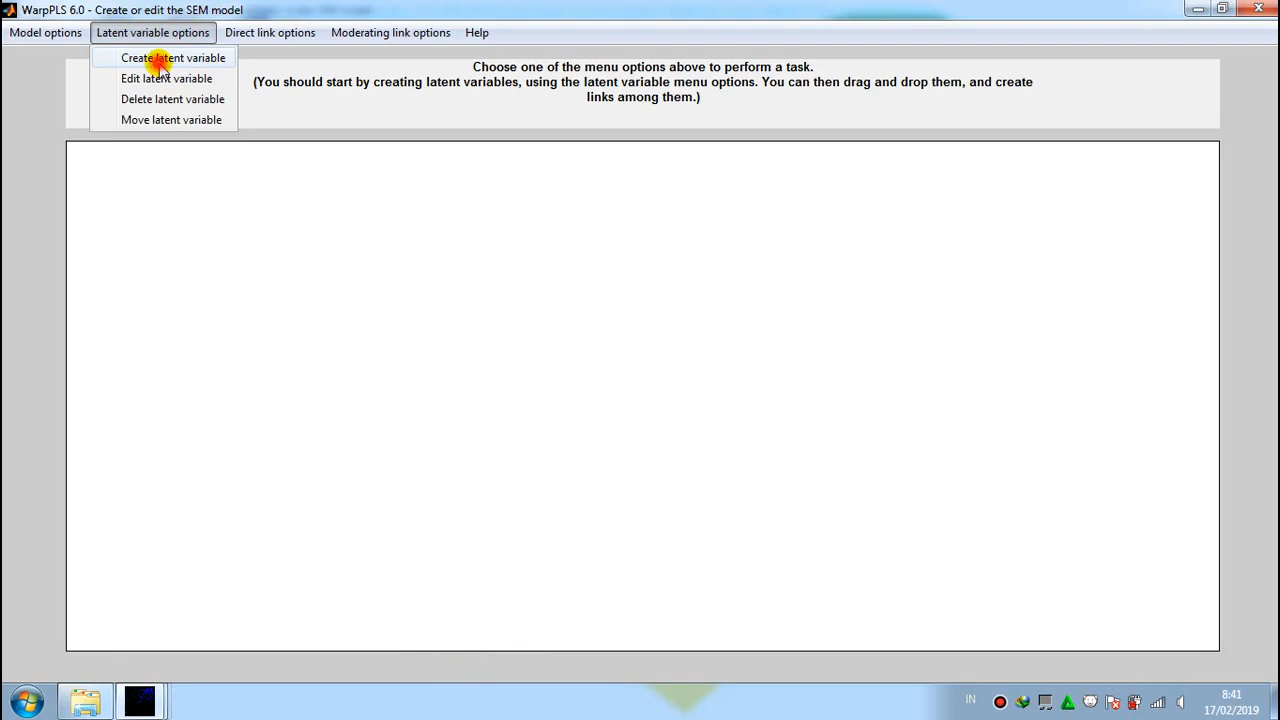 WarpPLS 6.0 - Create or edit the SEM model
Model options Latent variable options Direct link options Moderating link options Help
Create latent variable
Edit latent variable
Delete latent variable
Move latent variable
Choose one of the menu options above to perform a task.
(You should start by creating latent variables, using the latent variable menu options. You can then drag and drop them, and create
links among them.)
IN
8:41
17/02/2019